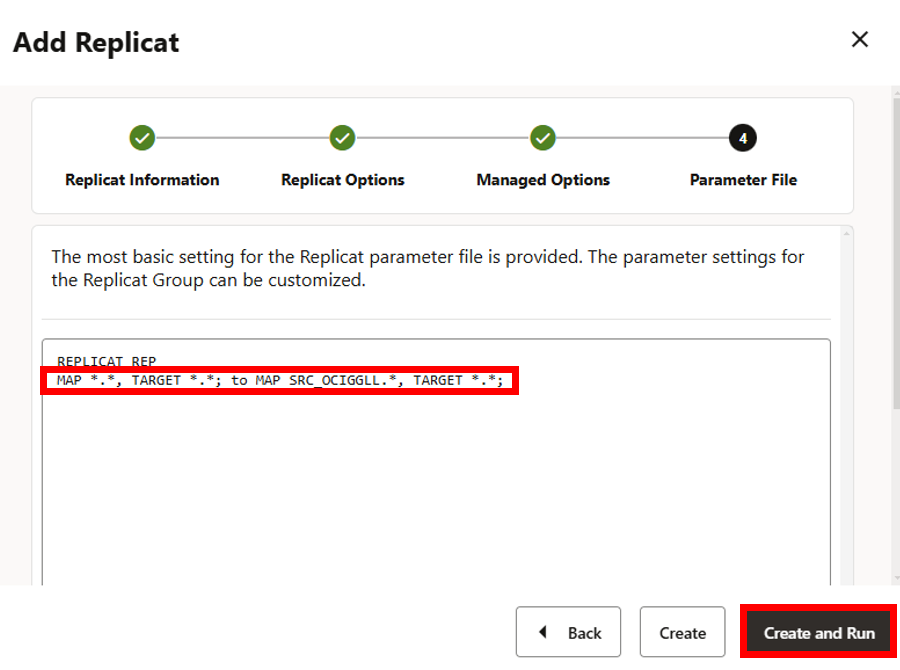 Add Replicat
4
Replicat Information
Replicat Options
Managed Options
Parameter File
The most basic setting for the Replicat parameter file is provided. The parameter settings for
the Replicat Group can be customized.
REPLICAT REP
MAP *.*, TARGET *.*; to MAP SRC_OCIGGLL.*, TARGET *.*;
Back
Create
Create and Run